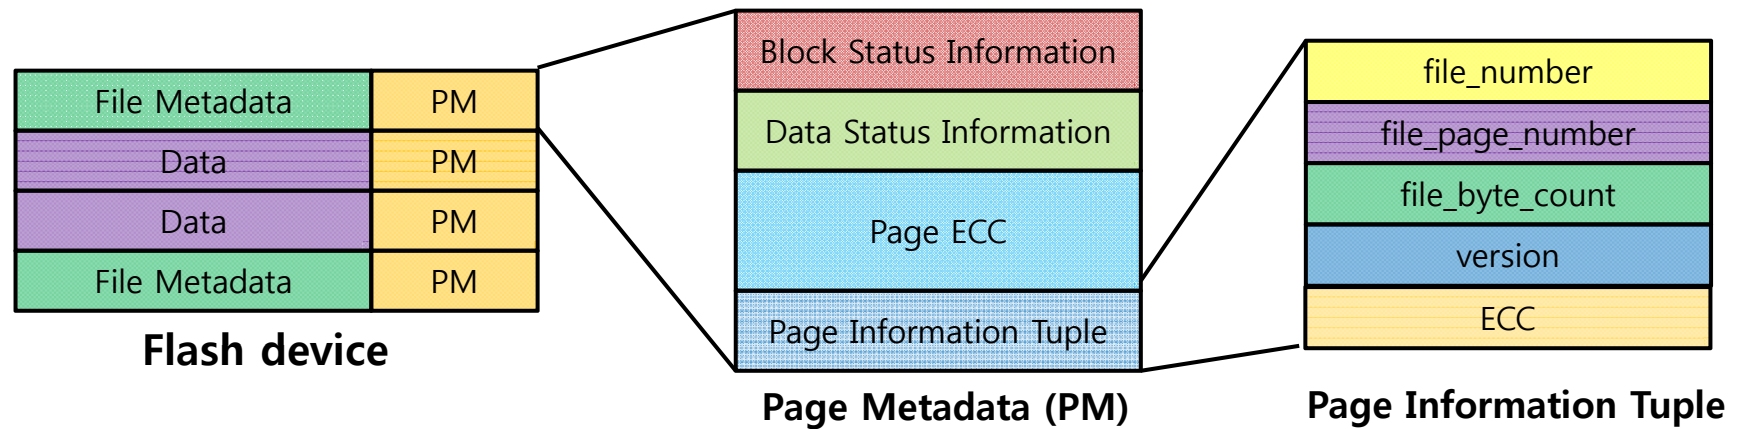 File Metadata PM
Data PM
Data PM
File Metadata PM
Flash device
Block Status Information
Data Status Information
Page ECC
Page Information Tuple
Page Metadata (PM)
file_number
file_page_number
file_byte_count
version
ECC
Page Information Tuple